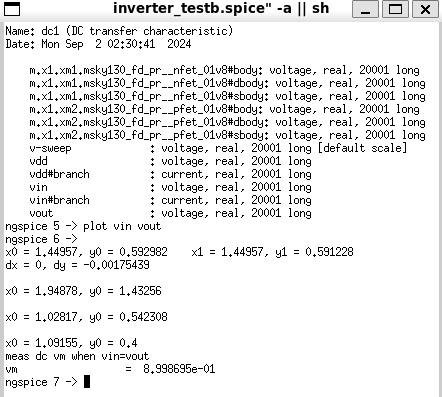 inverter_testb.spice" -a || sh
Name: dc1 (DC transfer characteristic)
Date: Mon Sep  2 02:30:41  2024
m.x1.xm1.msky130_fd_pr__nfet_01v8#body: voltage, real, 20001 long
m.x1.xm1.msky130_fd_pr__nfet_01v8#dbody: voltage, real, 20001 long
m.x1.xm1.msky130_fd_pr__nfet_01v8#sbody: voltage, real, 20001 long
m.x1.xm2.msky130_fd_pr__pfet_01v8#body: voltage, real, 20001 long
m.x1.xm2.msky130_fd_pr__pfet_01v8#dbody: voltage, real, 20001 long
m.x1.xm2.msky130_fd_pr__pfet_01v8#sbody: voltage, real, 20001 long
v-sweep : voltage, real, 20001 long [default scale]
vdd : voltage, real, 20001 long
vdd#branch : current, real, 20001 long
vin : voltage, real, 20001 long
vin#branch : current, real, 20001 long
vout : voltage, real, 20001 long
ngspice 5 -> plot vin vout
ngspice 6 ->
x0 = 1.44957, y0 = 0.592982    x1 = 1.44957, y1 = 0.591228
dx = 0, dy = -0.00175439
x0 = 1.94878, y0 = 1.43256
x0 = 1.02817, y0 = 0.542308
x0 = 1.09155, y0 = 0.4
meas dc vm when vin=vout
vm = 8.998695e-01
ngspice 7 ->